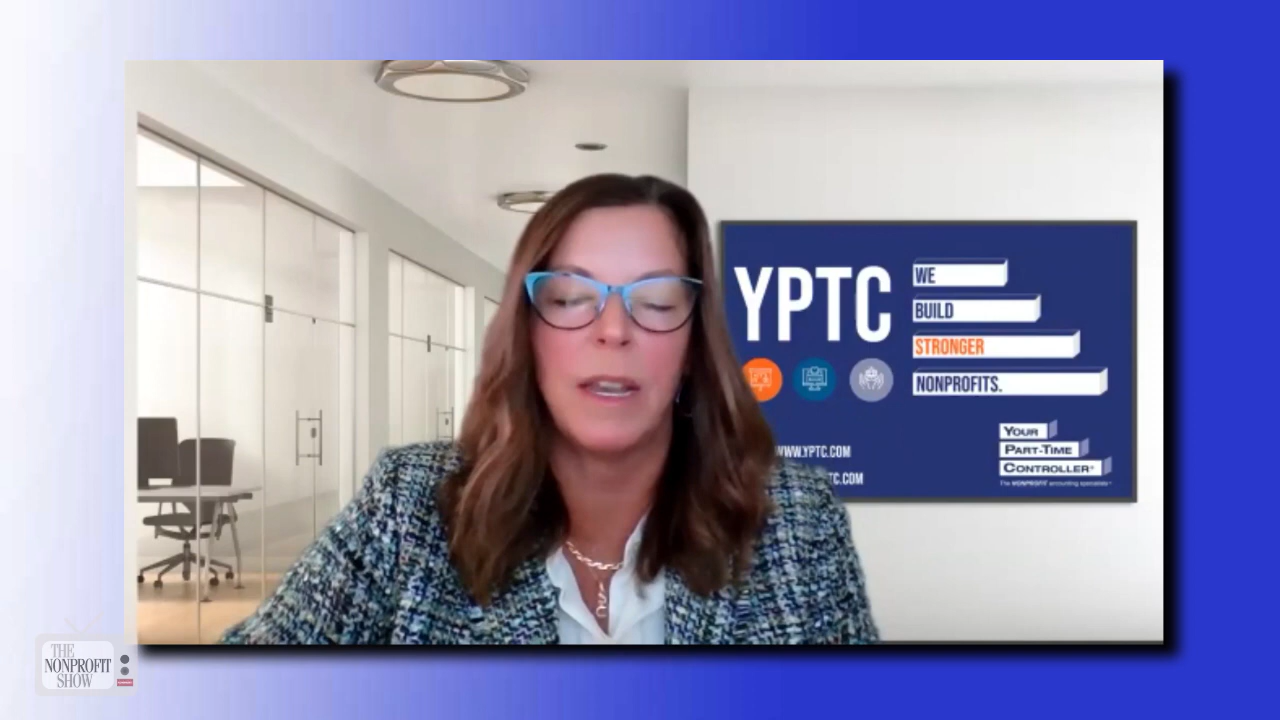 YPTC
WE
BUILD
STRONGER
NONPROFITS.
WWW.YPTC.COM
TC.COM
YOUR
PART-TIME
CONTROLLER
The NONPROFIT accounting specialists
THE
NONPROFIT
SHOW